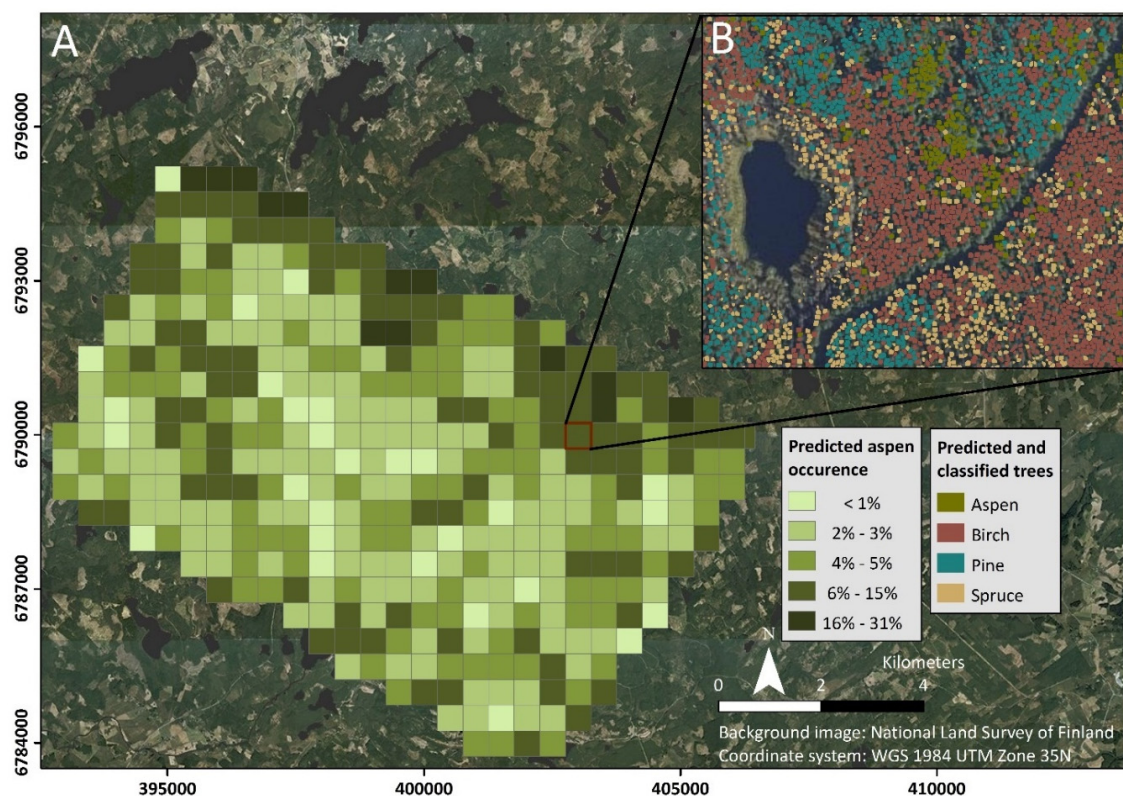 A
B
6796000
6793000
6790000
6787000
6784000
395000
400000
405000
410000
Predicted aspen
occurence
< 1%
2% - 3%
4% - 5%
6% - 15%
16% - 31%
Predicted and
classified trees
Aspen
Birch
Pine
Spruce
N
Kilometers
0 2 4
Background image: National Land Survey of Finland
Coordinate system: WGS 1984 UTM Zone 35N